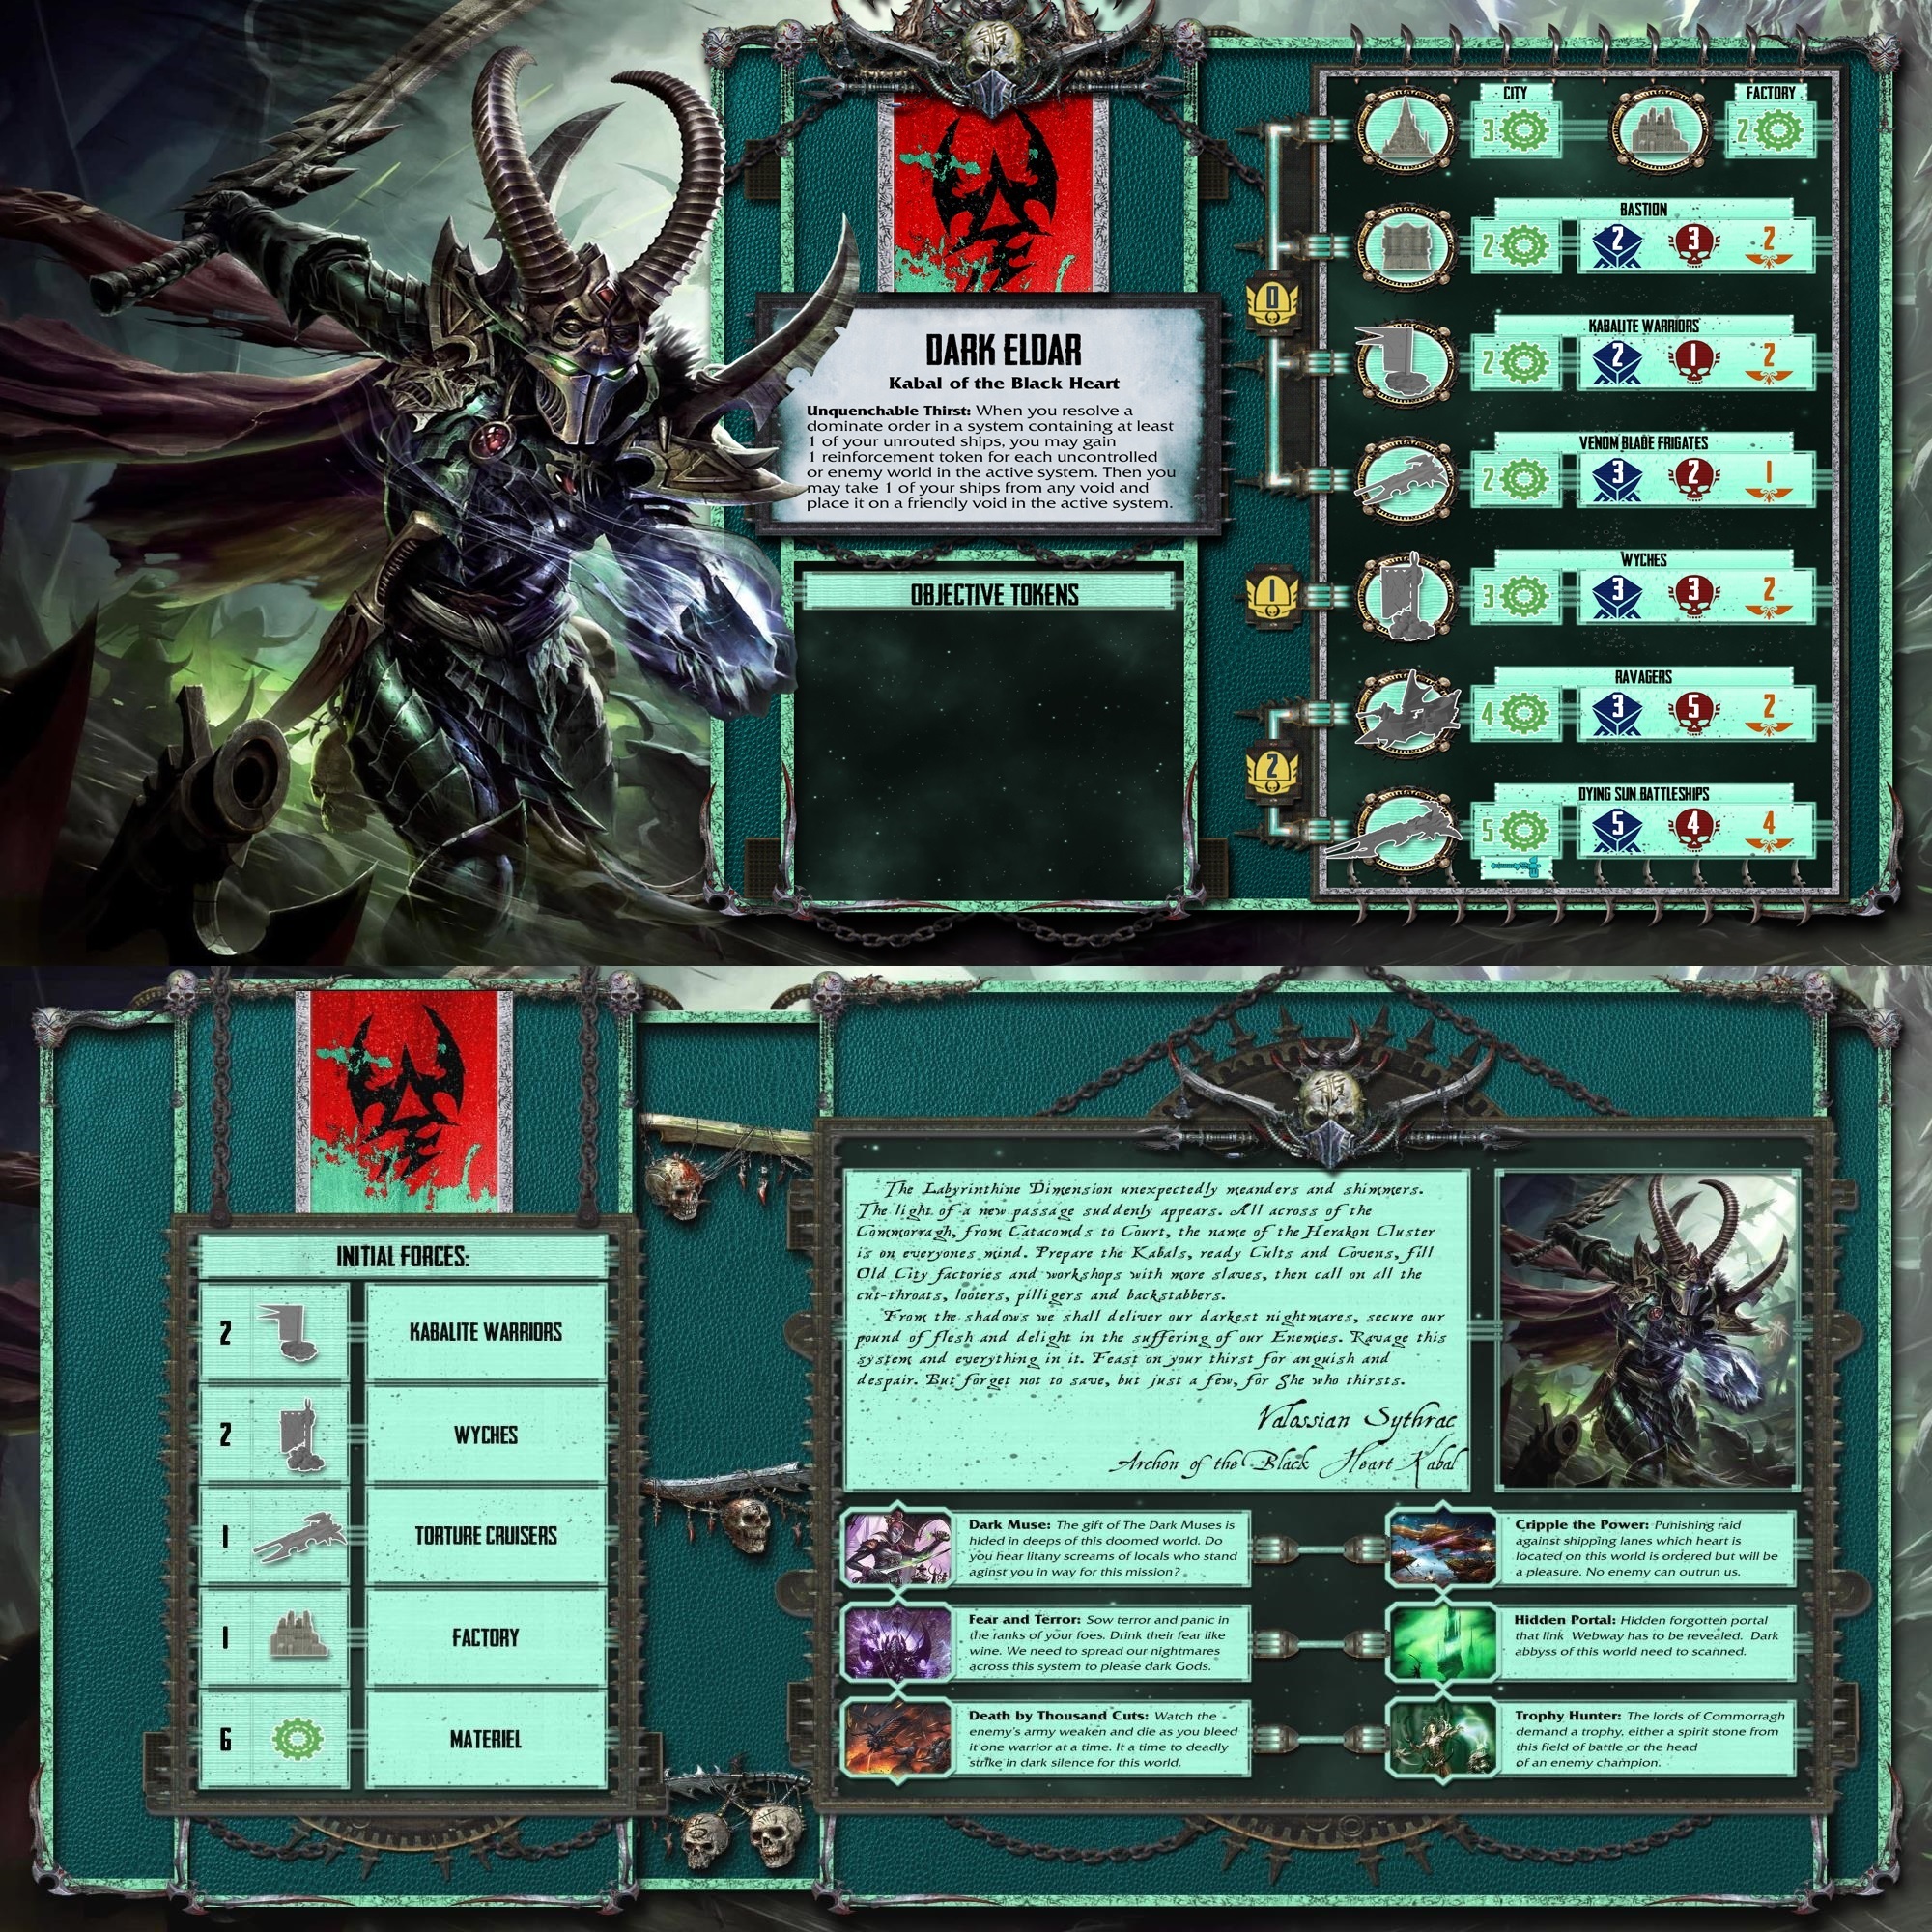 DARK ELDAR
Kabal of the Black Heart
Unquenchable Thirst: When you resolve a
dominate order in a system containing at least
1 of your unrouted ships, you may gain
1 reinforcement token for each uncontrolled
or enemy world in the active system. Then you
may take 1 of your ships from any void and
place it on a friendly void in the active system.
OBJECTIVE TOKENS
0
1
2
CITY
3
FACTORY
2
BASTION
2 2 3 2
KABALITE WARRIORS
2 2 1 2
VENOM BLADE FRIGATES
2 3 2 1
WYCHES
3 3 3 2
RAVAGERS
4 3 5 2
DYING SUN BATTLESHIPS
5 5 4 4
INITIAL FORCES:
2 KABALITE WARRIORS
2 WYCHES
1 TORTURE CRUISERS
1 FACTORY
6 MATERIEL
The Labyrinthine Dimension unexpectedly meanders and shimmers.
The light of a new passage suddenly appears. All across of the
Commorragh, from Catacomds to Court, the name of the Herakon Cluster
is on everyones mind. Prepare the Kabals, ready Cults and Covens, fill
Old City factories and workshops with more slaves, then call on all the
cut-throats, looters, pilligers and backstabbers.
From the shadows we shall deliver our darkest nightmares, secure our
pound of flesh and delight in the suffering of our Enemies. Ravage this
system and everything in it. Feast on your thirst for anguish and
despair. But forget not to save, but just a few, for She who thirsts.
Valossian Sythrac
Archon of the Black Heart Kabal
Dark Muse: The gift of The Dark Muses is
hided in deeps of this doomed world. Do
you hear litany screams of locals who stand
aginst you in way for this mission?
Cripple the Power: Punishing raid
against shipping lanes which heart is
located on this world is ordered but will be
a pleasure. No enemy can outrun us.
Fear and Terror: Sow terror and panic in
the ranks of your foes. Drink their fear like
wine. We need to spread our nightmares
across this system to please dark Gods.
Hidden Portal: Hidden forgotten portal
that link Webway has to be revealed. Dark
abbyss of this world need to scanned.
Death by Thousand Cuts: Watch the
enemy's army weaken and die as you bleed
it one warrior at a time. It a time to deadly
strike in dark silence for this world.
Trophy Hunter: The lords of Commorragh
demand a trophy, either a spirit stone from
this field of battle or the head
of an enemy champion.